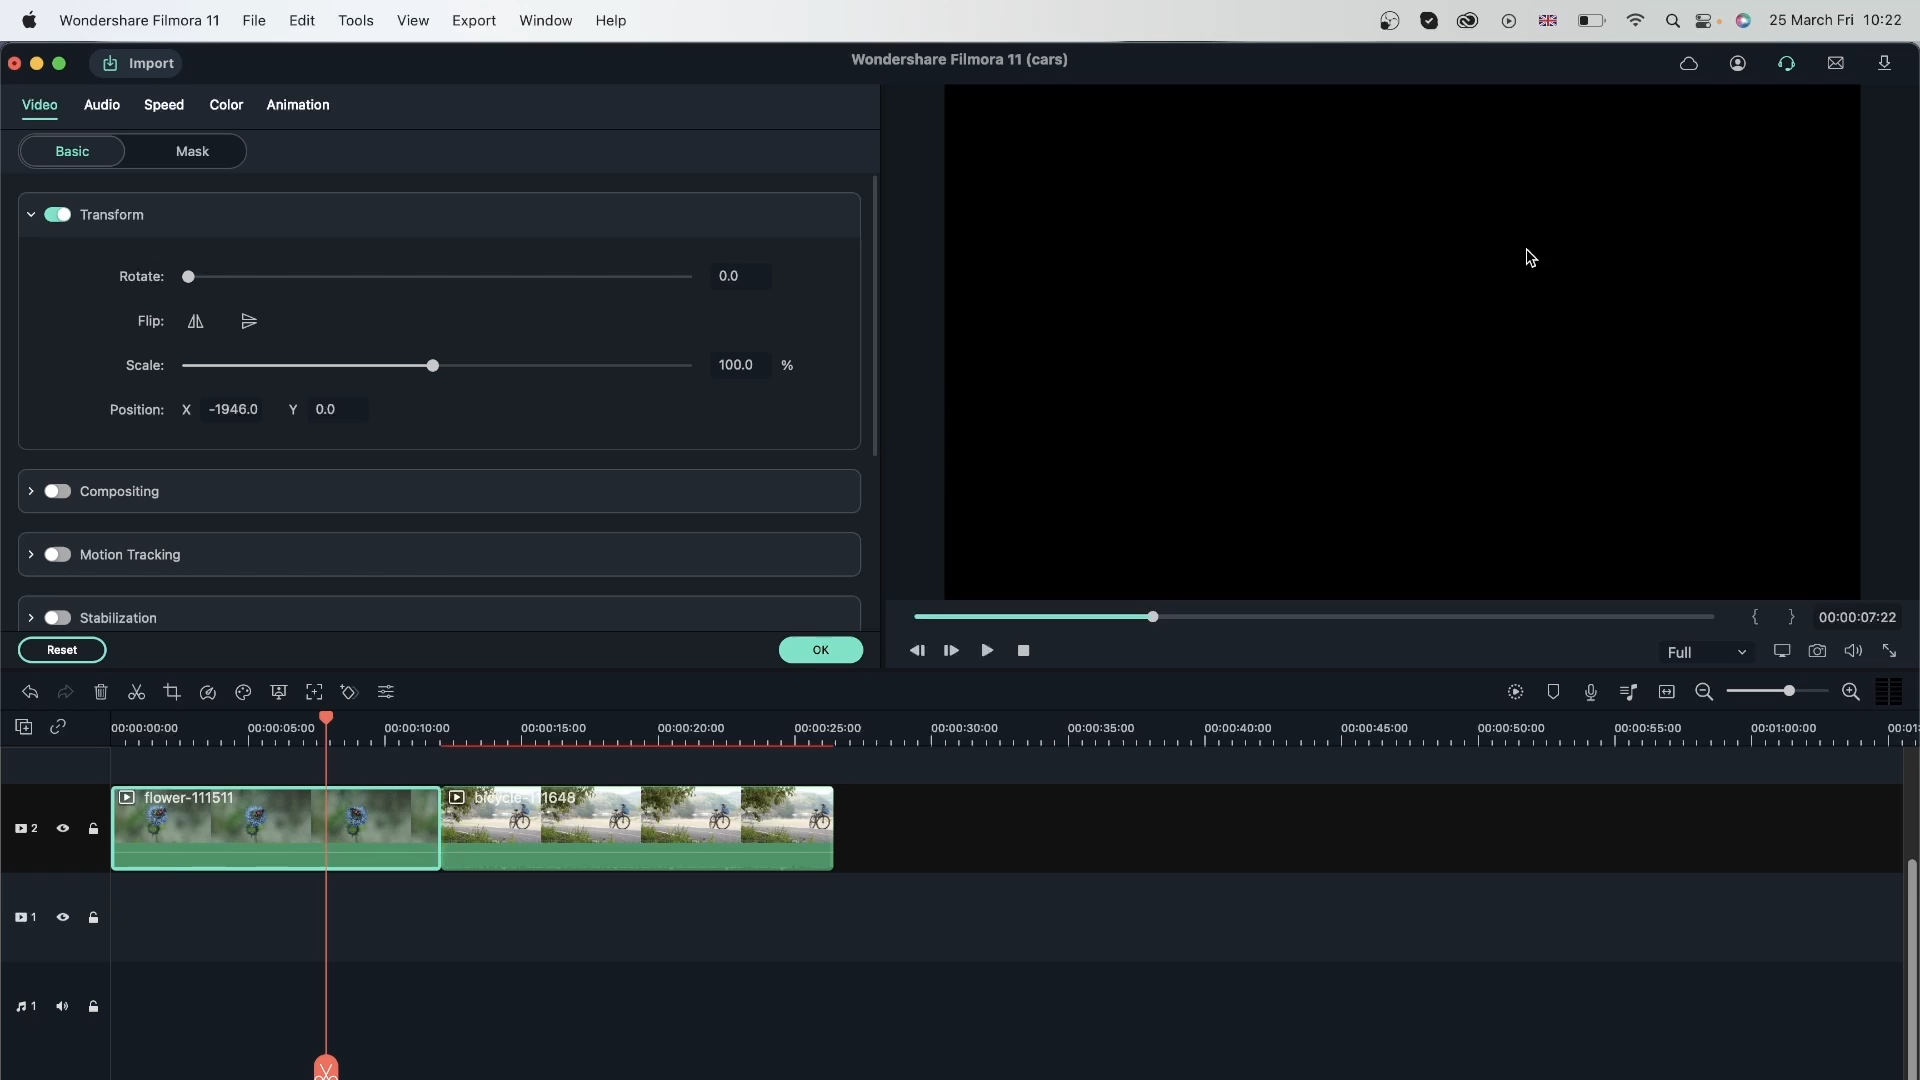 Wondershare Filmora 11 File Edit Tools View Export Window Help 25 March Fri 10:22
Import Wondershare Filmora 11 (cars)
Video Audio Speed Color Animation
Basic Mask
Transform
Rotate: 0.0
Flip:
Scale: 100.0 %
Position: X -1946.0 Y 0.0
Compositing
Motion Tracking
Stabilization
{ } 00:00:07:22
Reset OK
Full
00:00:00:00 00:00:05:00 00:00:10:00 00:00:15:00 00:00:20:00 00:00:25:00 00:00:30:00 00:00:35:00 00:00:40:00 00:00:45:00 00:00:50:00 00:00:55:00 00:01:00:00 00:01:
flower-111511 bicycle-111648
2
1
1